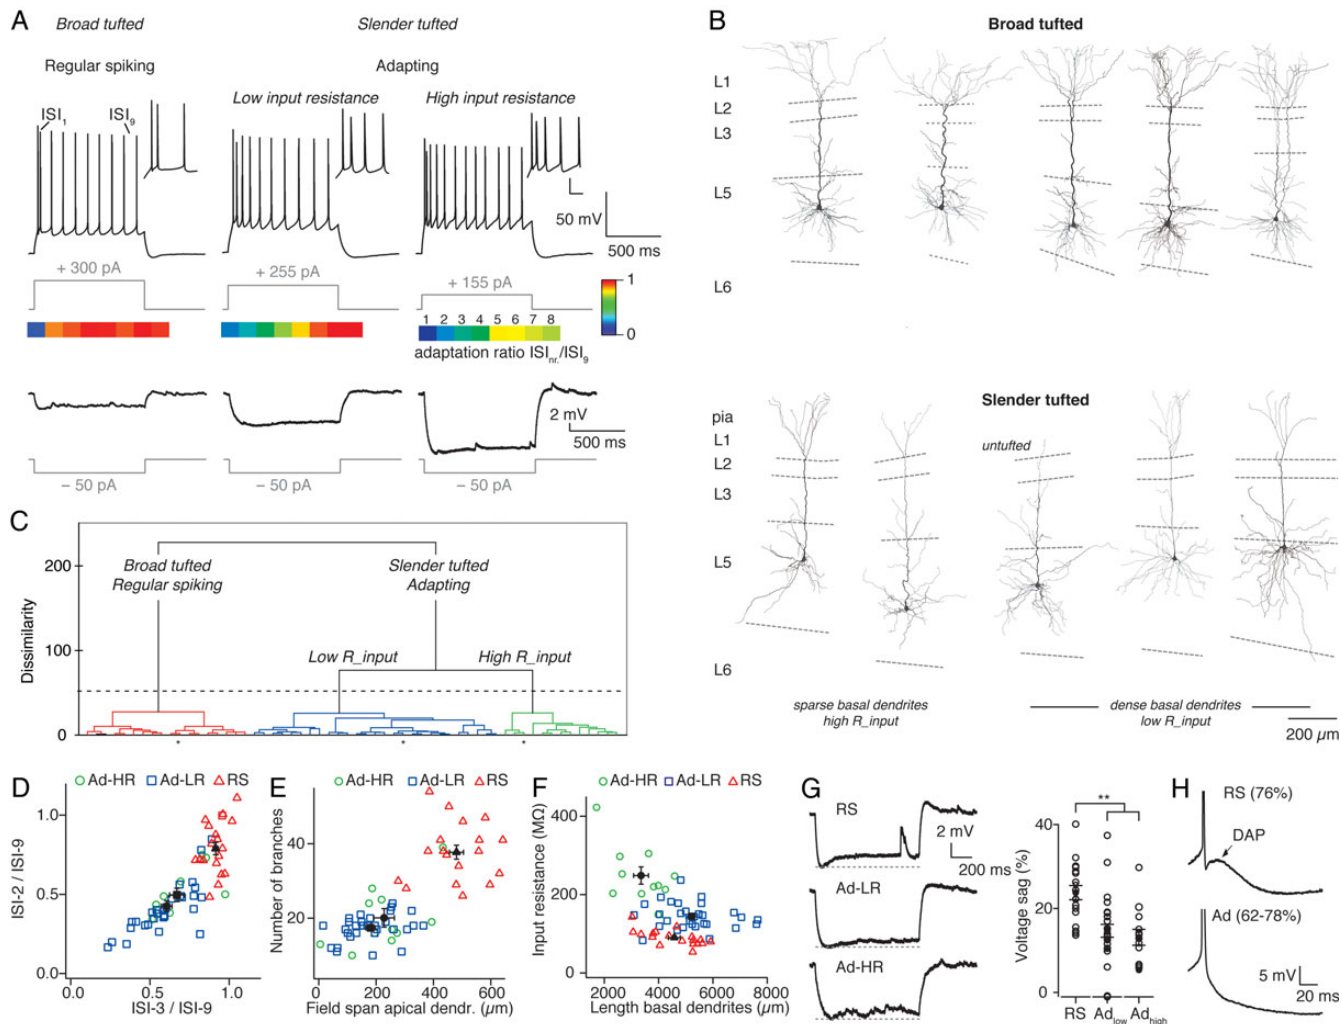 A
Broad tufted
Slender tufted
Regular spiking
Adapting
Low input resistance
High input resistance
ISI1
ISI9
50 mV
500 ms
+ 300 pA
+ 255 pA
+ 155 pA
1
0
1 2 3 4 5 6 7 8
adaptation ratio ISInr./ISI9
2 mV
500 ms
− 50 pA
− 50 pA
− 50 pA
B
Broad tufted
L1
L2
L3
L5
L6
Slender tufted
pia
L1
L2
L3
L5
L6
untufted
sparse basal dendrites
high R_input
dense basal dendrites
low R_input
200 µm
C
Dissimilarity
200
100
0
Broad tufted
Regular spiking
Slender tufted
Adapting
Low R_input
High R_input
*
*
*
D
Ad-HR
Ad-LR
RS
ISI-2 / ISI-9
1.0
0.5
0.0
0.0
0.5
1.0
ISI-3 / ISI-9
E
Ad-HR
Ad-LR
RS
Number of branches
40
20
0
200
400
600
Field span apical dendr. (µm)
F
Ad-HR
Ad-LR
RS
Input resistance (MΩ)
400
200
0
2000
4000
6000
8000
Length basal dendrites (µm)
G
RS
2 mV
200 ms
Ad-LR
Ad-HR
**
Voltage sag (%)
40
20
0
RS
Adlow
Adhigh
H
RS (76%)
DAP
Ad (62-78%)
5 mV
20 ms